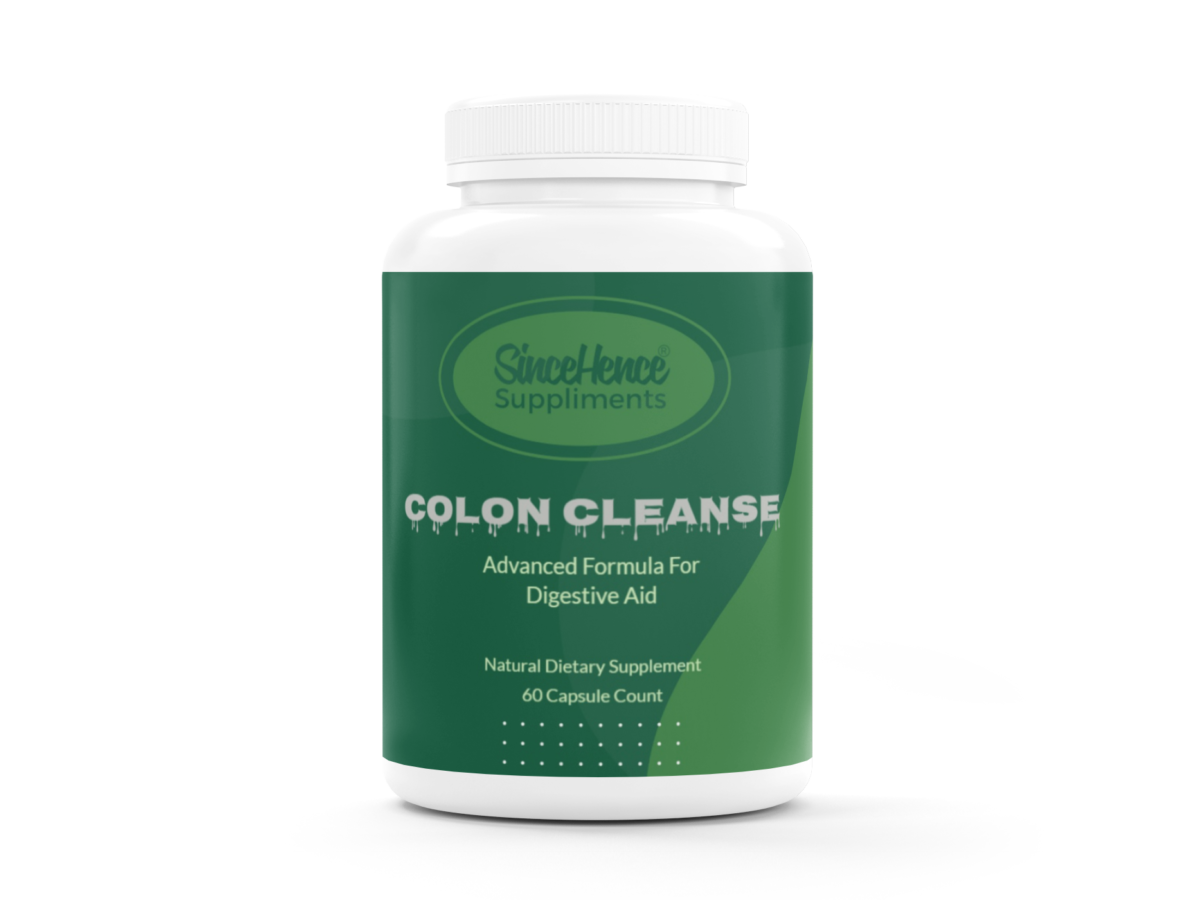 SinceHence®
Suppliments
COLON CLEANSE
Advanced Formula For
Digestive Aid
Natural Dietary Supplement
60 Capsule Count